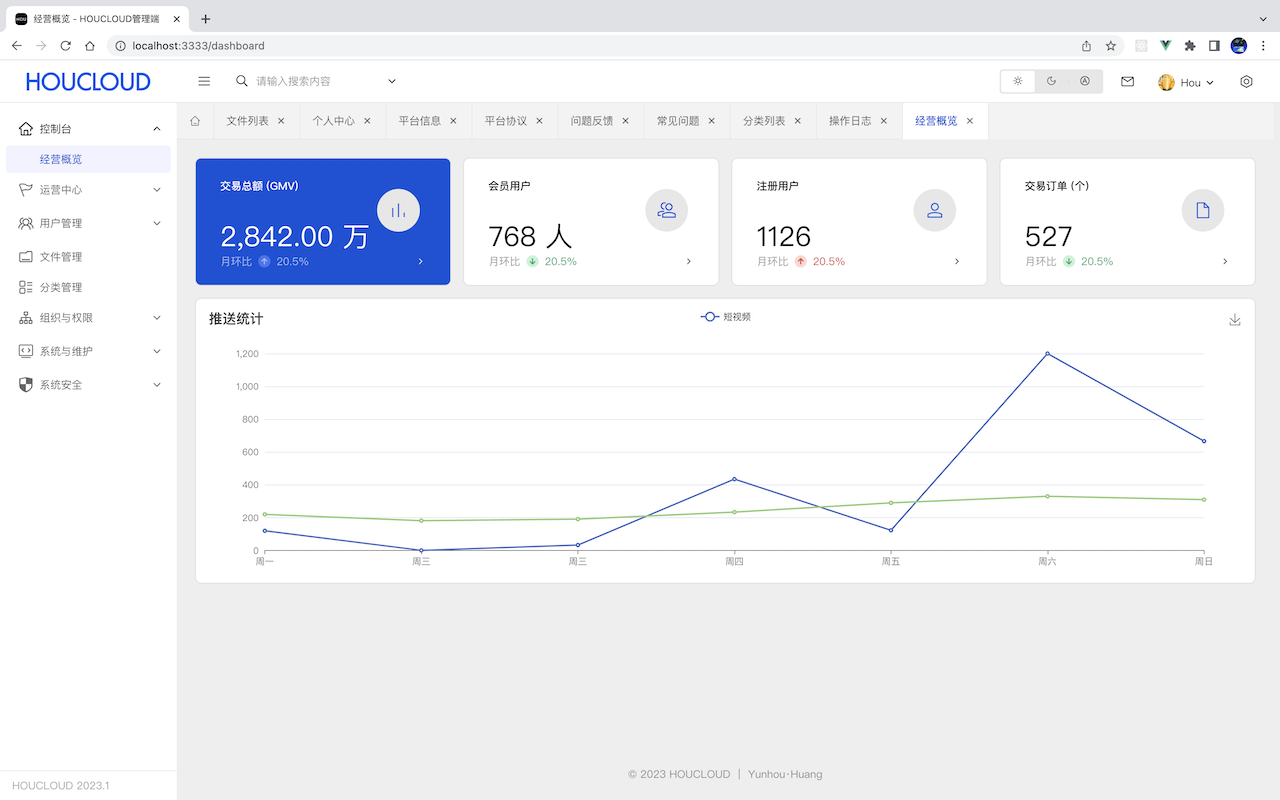 经营概览 - HOUCLOUD管理端
localhost:3333/dashboard
HOUCLOUD
请输入搜索内容
Hou
控制台
经营概览
运营中心
用户管理
文件管理
分类管理
组织与权限
系统与维护
系统安全
HOUCLOUD 2023.1
文件列表 个人中心 平台信息 平台协议 问题反馈 常见问题 分类列表 操作日志 经营概览
交易总额 (GMV)
2,842.00 万
月环比 20.5%
会员用户
768 人
月环比 20.5%
注册用户
1126
月环比 20.5%
交易订单 (个)
527
月环比 20.5%
推送统计
短视频
1,200
1,000
800
600
400
200
0
周一 周三 周三 周四 周五 周六 周日
© 2023 HOUCLOUD | Yunhou·Huang